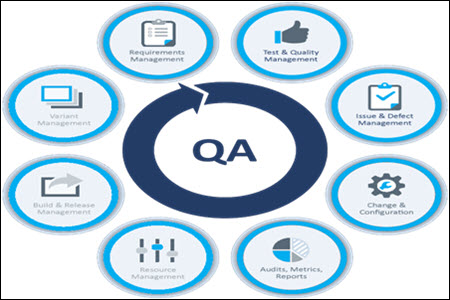 Requirements
Management
Test & Quality
Management
Variant
Management
Issue & Defect
Management
QA
Build & Release
Management
Change &
Configuration
Resource
Management
Audits, Metrics,
Reports